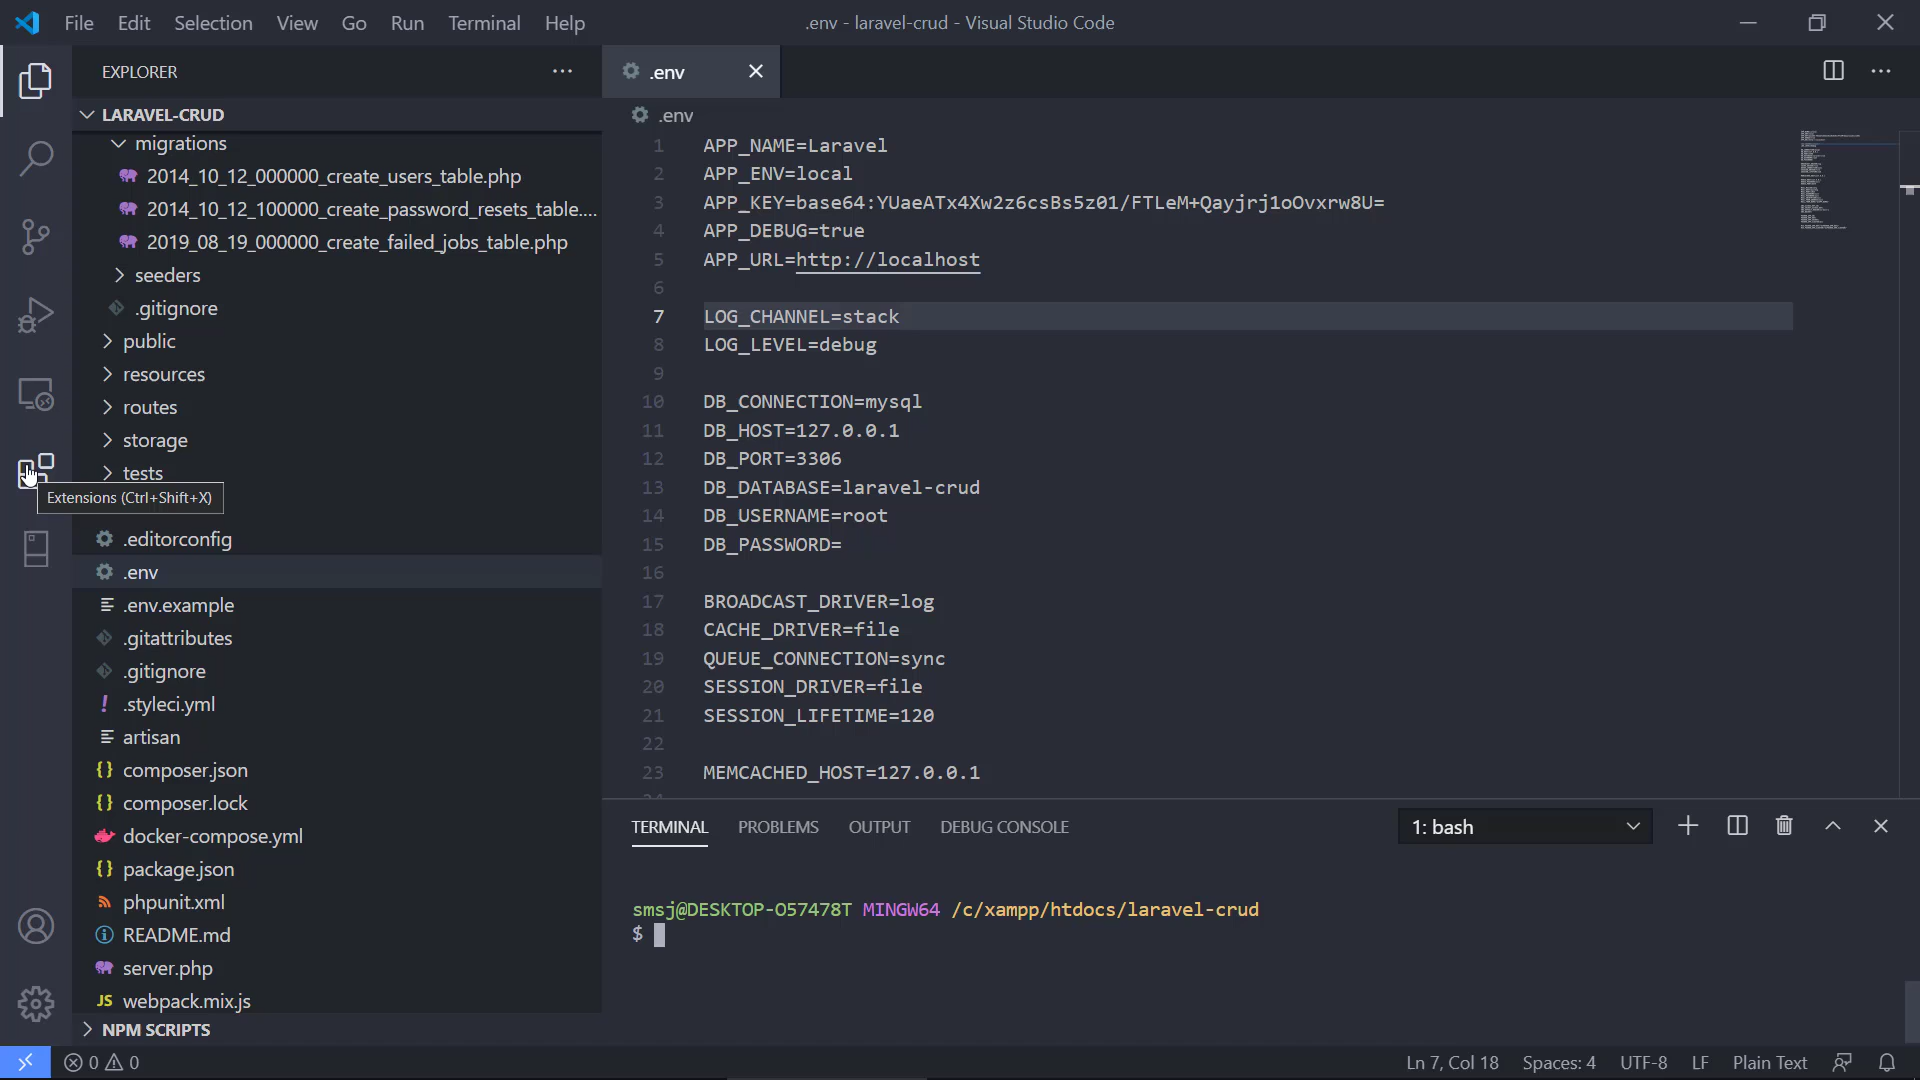 File Edit Selection View Go Run Terminal Help
.env - laravel-crud - Visual Studio Code
EXPLORER
LARAVEL-CRUD
migrations
2014_10_12_000000_create_users_table.php
2014_10_12_100000_create_password_resets_table....
2019_08_19_000000_create_failed_jobs_table.php
seeders
.gitignore
public
resources
routes
storage
tests
Extensions (Ctrl+Shift+X)
.editorconfig
.env
.env.example
.gitattributes
.gitignore
.styleci.yml
artisan
composer.json
composer.lock
docker-compose.yml
package.json
phpunit.xml
README.md
server.php
JS webpack.mix.js
NPM SCRIPTS
.env
.env
1 APP_NAME=Laravel
2 APP_ENV=local
3 APP_KEY=base64:YUaeATx4Xw2z6csBs5z01/FTLeM+Qayjrj1oOvxrw8U=
4 APP_DEBUG=true
5 APP_URL=http://localhost
6
7 LOG_CHANNEL=stack
8 LOG_LEVEL=debug
9
10 DB_CONNECTION=mysql
11 DB_HOST=127.0.0.1
12 DB_PORT=3306
13 DB_DATABASE=laravel-crud
14 DB_USERNAME=root
15 DB_PASSWORD=
16
17 BROADCAST_DRIVER=log
18 CACHE_DRIVER=file
19 QUEUE_CONNECTION=sync
20 SESSION_DRIVER=file
21 SESSION_LIFETIME=120
22
23 MEMCACHED_HOST=127.0.0.1
TERMINAL PROBLEMS OUTPUT DEBUG CONSOLE
1: bash
smsj@DESKTOP-O57478T MINGW64 /c/xampp/htdocs/laravel-crud
$
0 0
Ln 7, Col 18 Spaces: 4 UTF-8 LF Plain Text